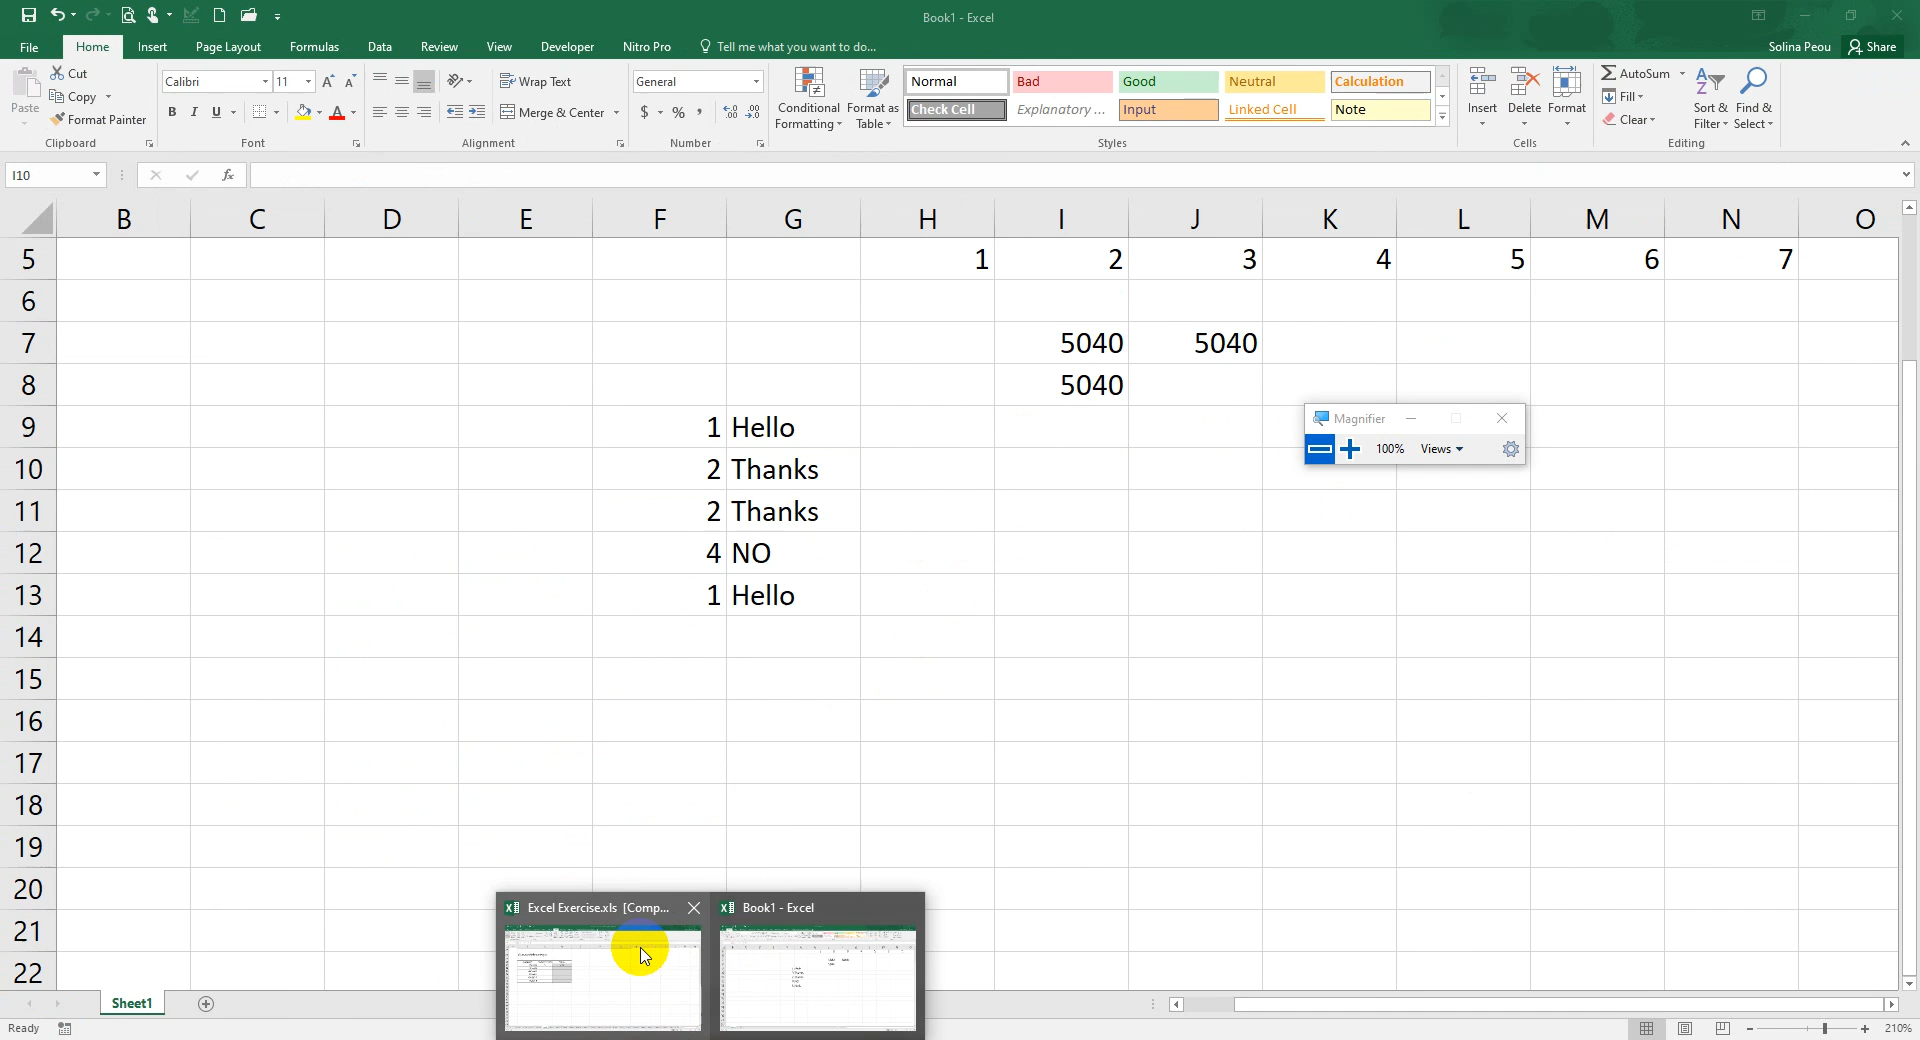 Book1 - Excel
File Home Insert Page Layout Formulas Data Review View Developer Nitro Pro Tell me what you want to do... Solina Peou Share
Paste Cut Copy Format Painter
Calibri 11
B I U A
Wrap Text
Merge & Center
General
$ %
Conditional Formatting Format as Table
Normal Bad Good Neutral Calculation
Check Cell Explanatory ... Input Linked Cell Note
Insert Delete Format
AutoSum Fill Clear
Sort & Filter Find & Select
Clipboard Font Alignment Number Styles Cells Editing
I10 fx
B C D E F G H I J K L M N O
5 1 2 3 4 5 6 7
6
7 5040 5040
8 5040
9 1 Hello
10 2 Thanks
11 2 Thanks
12 4 NO
13 1 Hello
14
15
16
17
18
19
20
21
22
Magnifier
100% Views
Excel Exercise.xls [Comp... Book1 - Excel
Sheet1
Ready 210%